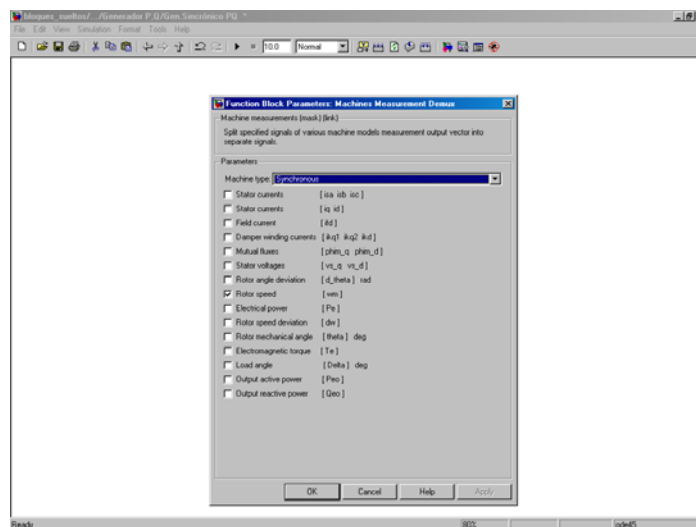 bloques_sueltos/.../Generador P,Q/Gen.Sincrónico PQ *
File Edit View Simulation Format Tools Help
10.0 Normal
Function Block Parameters: Machines Measurement Demux
Machine measurements (mask) (link)
Split specified signals of various machine models measurement output vector into
separate signals.
Parameters
Machine type: Synchronous
Stator currents [ isa isb isc ]
Stator currents [ iq id ]
Field current [ ifd ]
Damper winding currents [ ikq1 ikq2 ikd ]
Mutual fluxes [ phim_q phim_d ]
Stator voltages [ vs_q vs_d ]
Rotor angle deviation [ d_theta ] rad
Rotor speed [ wm ]
Electrical power [ Pe ]
Rotor speed deviation [ dw ]
Rotor mechanical angle [ theta ] deg
Electromagnetic torque [ Te ]
Load angle [ Delta ] deg
Output active power [ Peo ]
Output reactive power [ Qeo ]
OK Cancel Help Apply
Ready 80% ode45